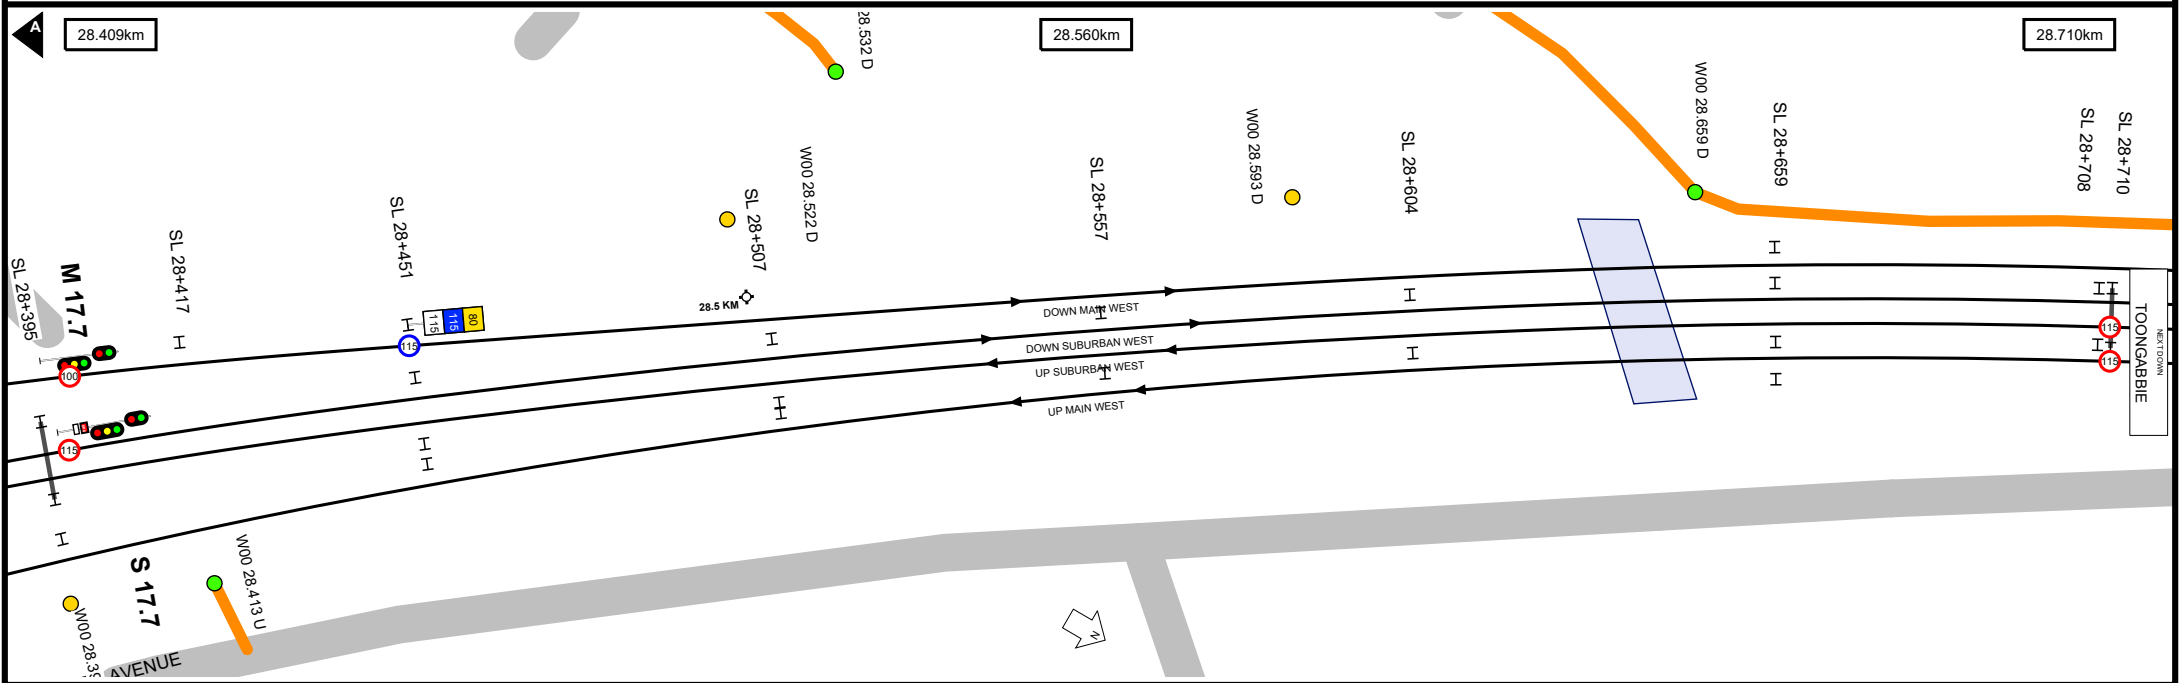 A
28.409km
28.560km
28.710km
28.532 D
W00 28.659 D
SL 28+659
SL 28+708
SL 28+710
W00 28.593 D
SL 28+604
W00 28.522 D
SL 28+557
SL 28+507
SL 28+451
SL 28+417
SL 28+395
M 17.7
115
115
80
28.5 KM
DOWN MAIN WEST
DOWN SUBURBAN WEST
UP SUBURBAN WEST
UP MAIN WEST
115
100
115
115
115
NEXT DOWN
TOONGABBIE
S 17.7
W00 28.413 U
W00 28.39
AVENUE
N